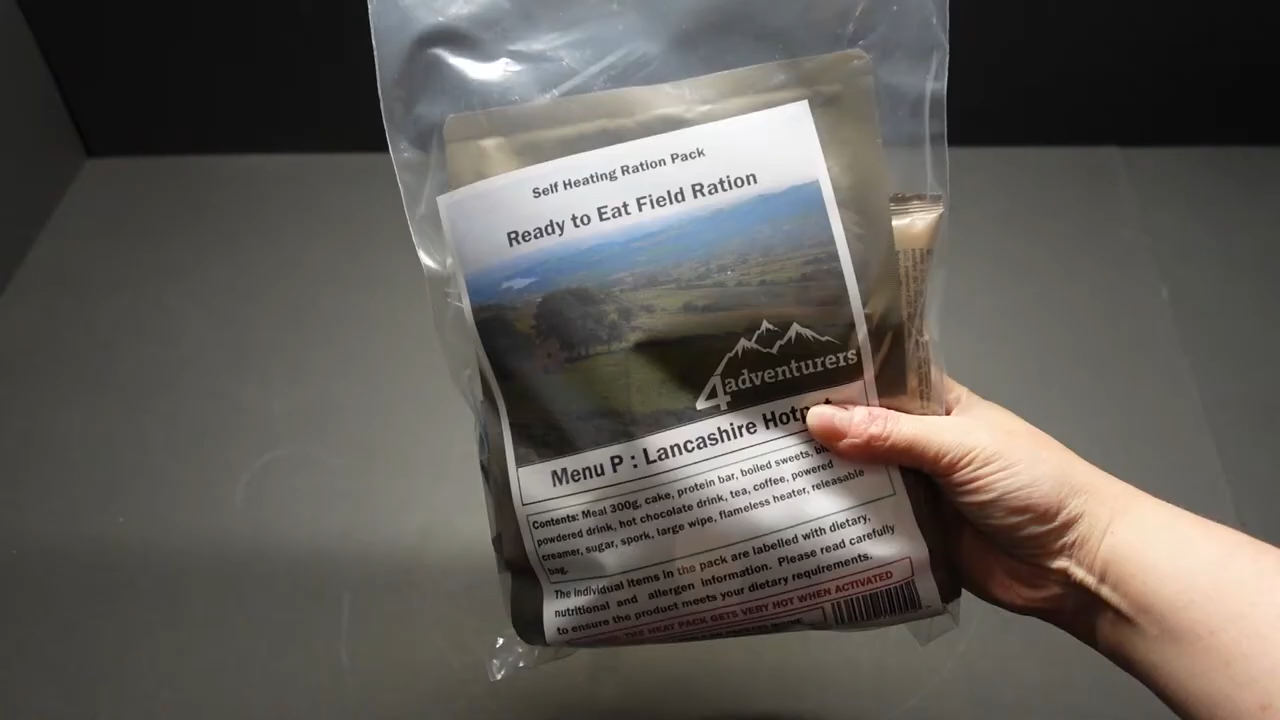 Self Heating Ration Pack
Ready to Eat Field Ration
4adventurers
Menu P : Lancashire
Contents: Meal 300g, cake, protein bar, boiled sweets,
powdered drink, hot chocolate drink, tea, coffee, powered
creamer, sugar, spork, large wipe, flameless heater, releasable
bag.
The individual items in the pack are labelled with dietary,
nutritional and allergen information. Please read carefully
to ensure the product meets your dietary requirements.
THE HEAT PACK GETS VERY HOT WHEN ACTIVATED